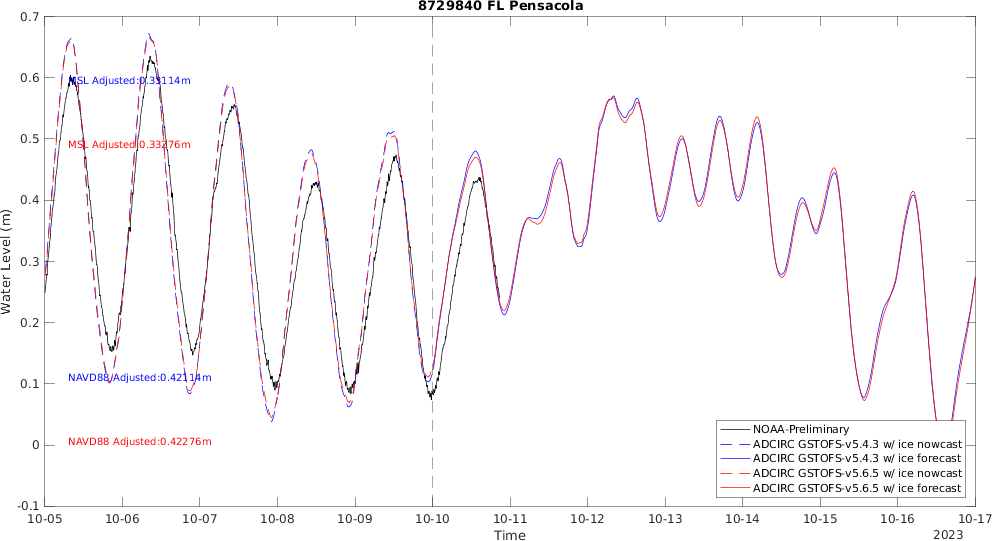 8729840 FL Pensacola
0.7
0.6
0.5
0.4
0.3
0.2
0.1
0
-0.1
Water Level (m)
MSL Adjusted:0.33114m
MSL Adjusted:0.33276m
NAVD88 Adjusted:0.42114m
NAVD88 Adjusted:0.42276m
NOAA-Preliminary
ADCIRC GSTOFS-v5.4.3 w/ ice nowcast
ADCIRC GSTOFS-v5.4.3 w/ ice forecast
ADCIRC GSTOFS-v5.6.5 w/ ice nowcast
ADCIRC GSTOFS-v5.6.5 w/ ice forecast
10-05 10-06 10-07 10-08 10-09 10-10 10-11 10-12 10-13 10-14 10-15 10-16 10-17
Time
2023